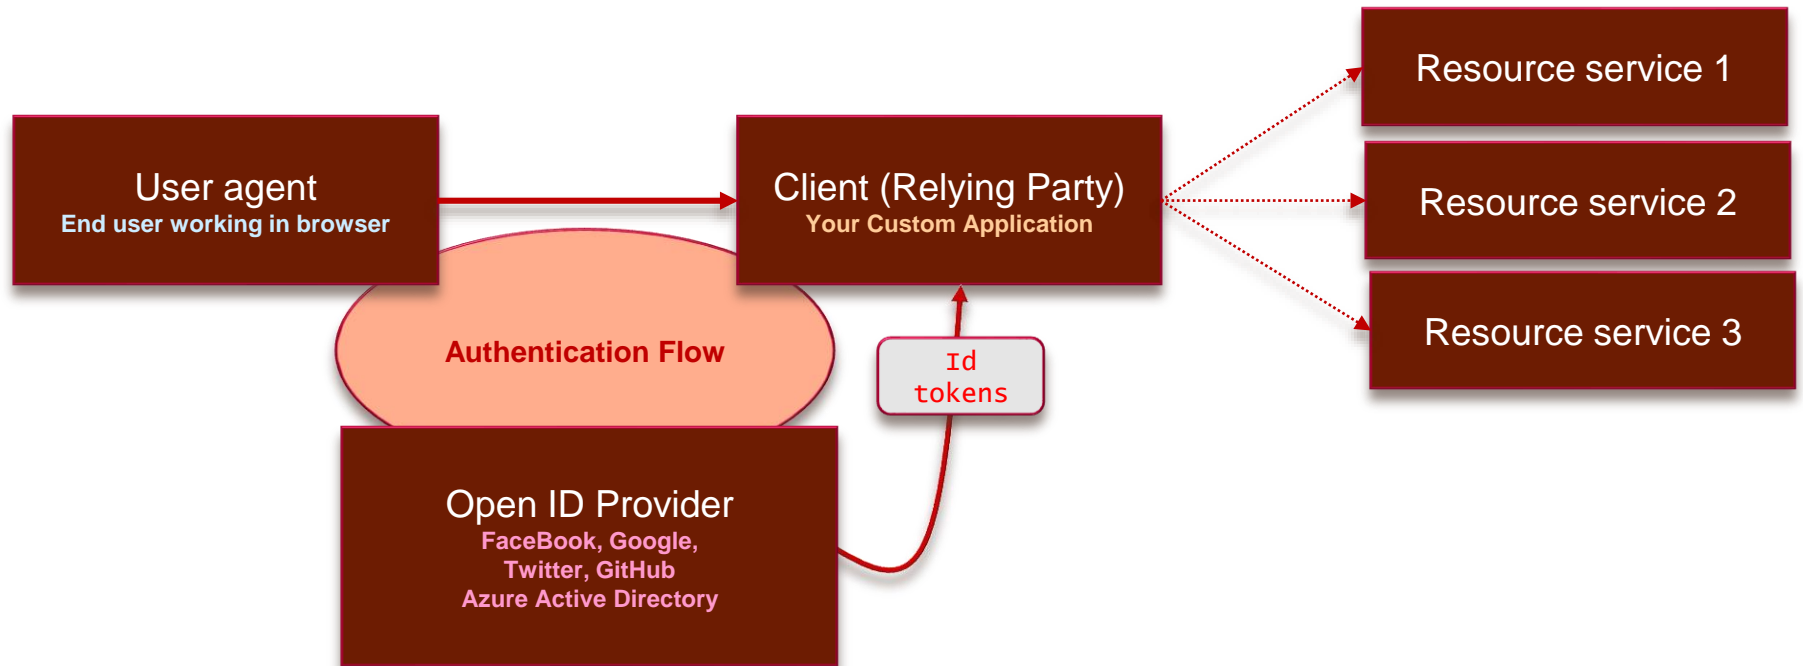 User agent
End user working in browser
Client (Relying Party)
Your Custom Application
Resource service 1
Resource service 2
Resource service 3
Authentication Flow
Id
tokens
Open ID Provider
FaceBook, Google,
Twitter, GitHub
Azure Active Directory